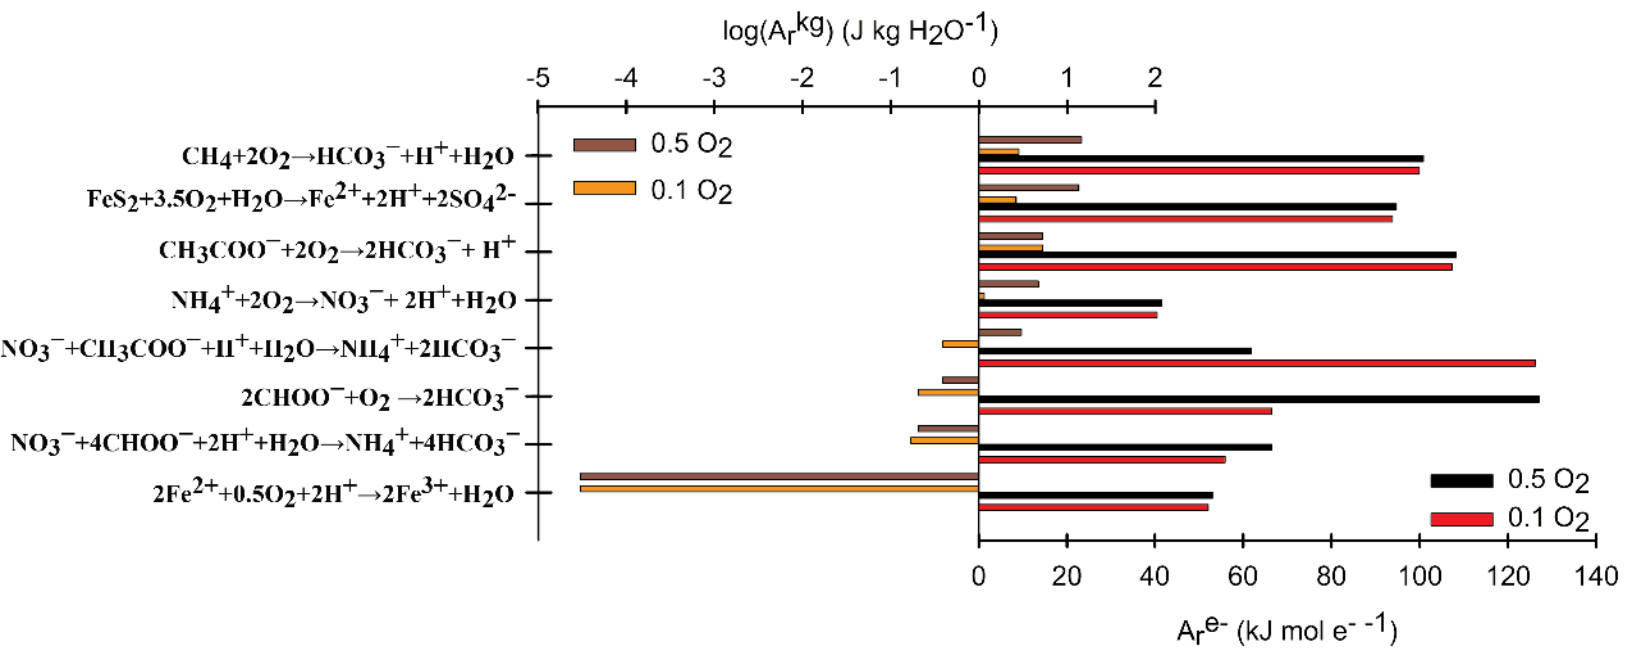 log(Aᵣᵏᵍ) (J kg H₂O⁻¹)
-5 -4 -3 -2 -1 0 1 2
0.5 O₂
0.1 O₂
CH₄+2O₂→HCO₃⁻+H⁺+H₂O
FeS₂+3.5O₂+H₂O→Fe²⁺+2H⁺+2SO₄²⁻
CH₃COO⁻+2O₂→2HCO₃⁻+ H⁺
NH₄⁺+2O₂→NO₃⁻+ 2H⁺+H₂O
NO₃⁻+CH₃COO⁻+H⁺+H₂O→NH₄⁺+2HCO₃⁻
2CHOO⁻+O₂ →2HCO₃⁻
NO₃⁻+4CHOO⁻+2H⁺+H₂O→NH₄⁺+4HCO₃⁻
2Fe²⁺+0.5O₂+2H⁺→2Fe³⁺+H₂O
0.5 O₂
0.1 O₂
0 20 40 60 80 100 120 140
Aᵣᵉ⁻ (kJ mol e⁻ ⁻¹)